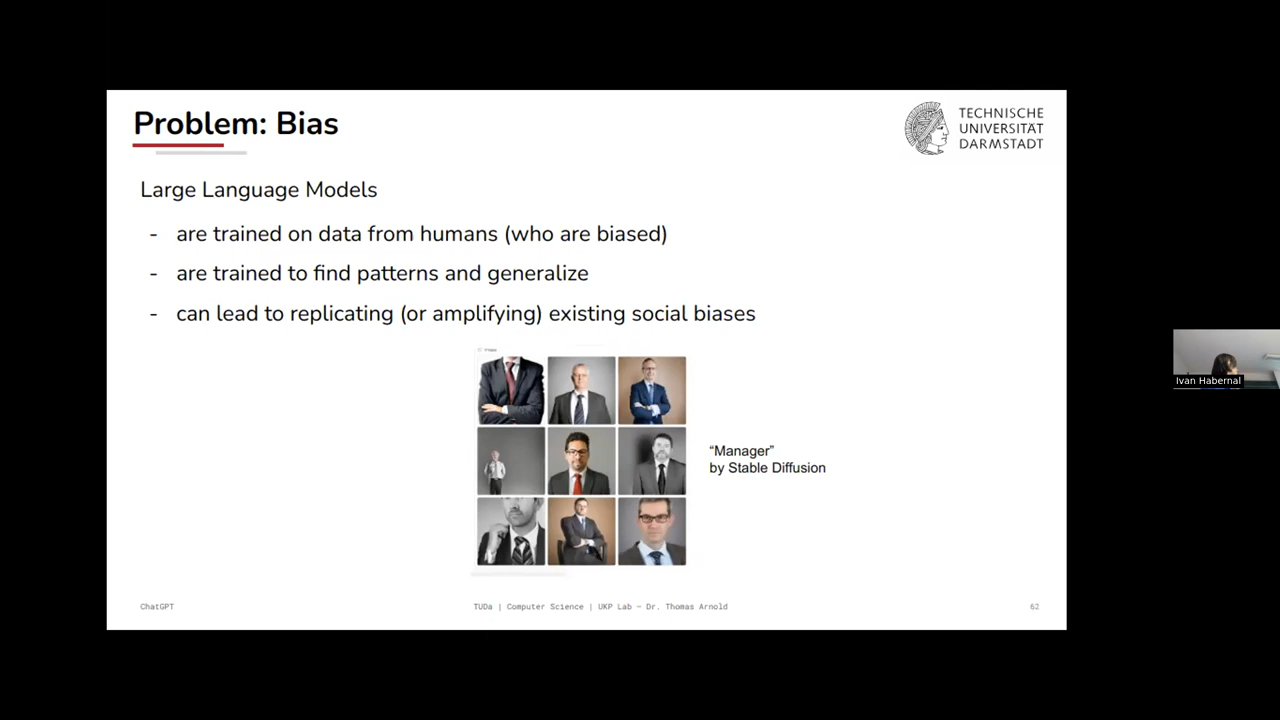 Problem: Bias
TECHNISCHE
UNIVERSITÄT
DARMSTADT
Large Language Models
- are trained on data from humans (who are biased)
- are trained to find patterns and generalize
- can lead to replicating (or amplifying) existing social biases
“Manager”
by Stable Diffusion
Ivan Habernal
ChatGPT
TUDa | Computer Science | UKP Lab – Dr. Thomas Arnold
62